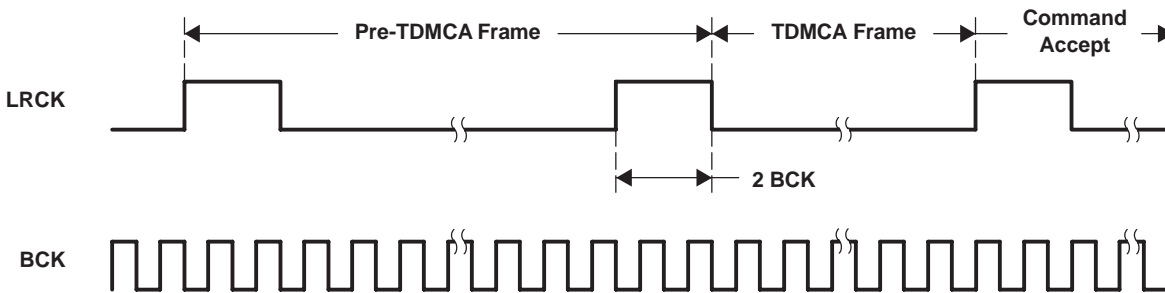 Pre-TDMCA Frame
TDMCA Frame
Command
Accept
LRCK
2 BCK
BCK